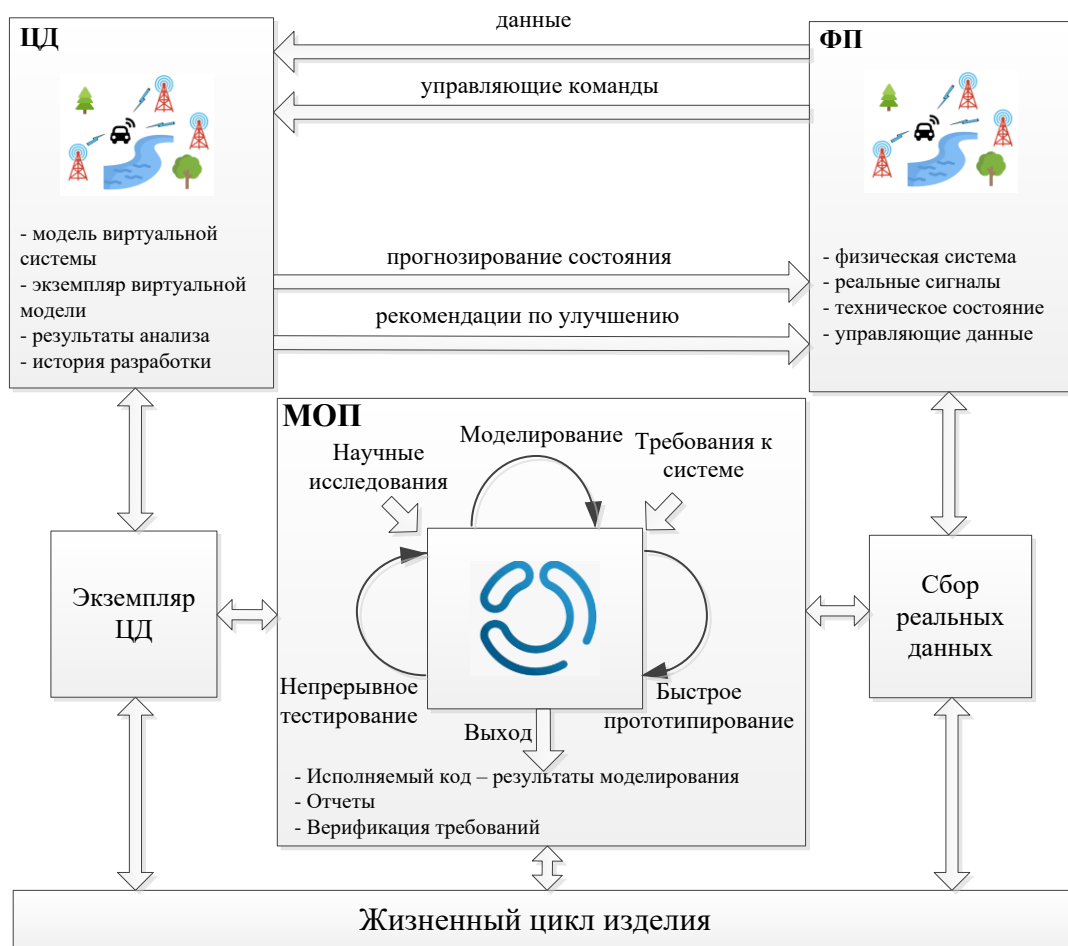 данные
ЦД
ФП
управляющие команды
- модель виртуальной
системы
- экземпляр виртуальной
модели
- результаты анализа
- история разработки
прогнозирование состояния
рекомендации по улучшению
- физическая система
- реальные сигналы
- техническое состояние
- управляющие данные
МОП
Моделирование
Научные
исследования
Требования к
системе
Экземпляр
ЦД
Сбор
реальных
данных
Непрерывное
тестирование
Быстрое
прототипирование
Выход
- Исполняемый код – результаты моделирования
- Отчеты
- Верификация требований
Жизненный цикл изделия